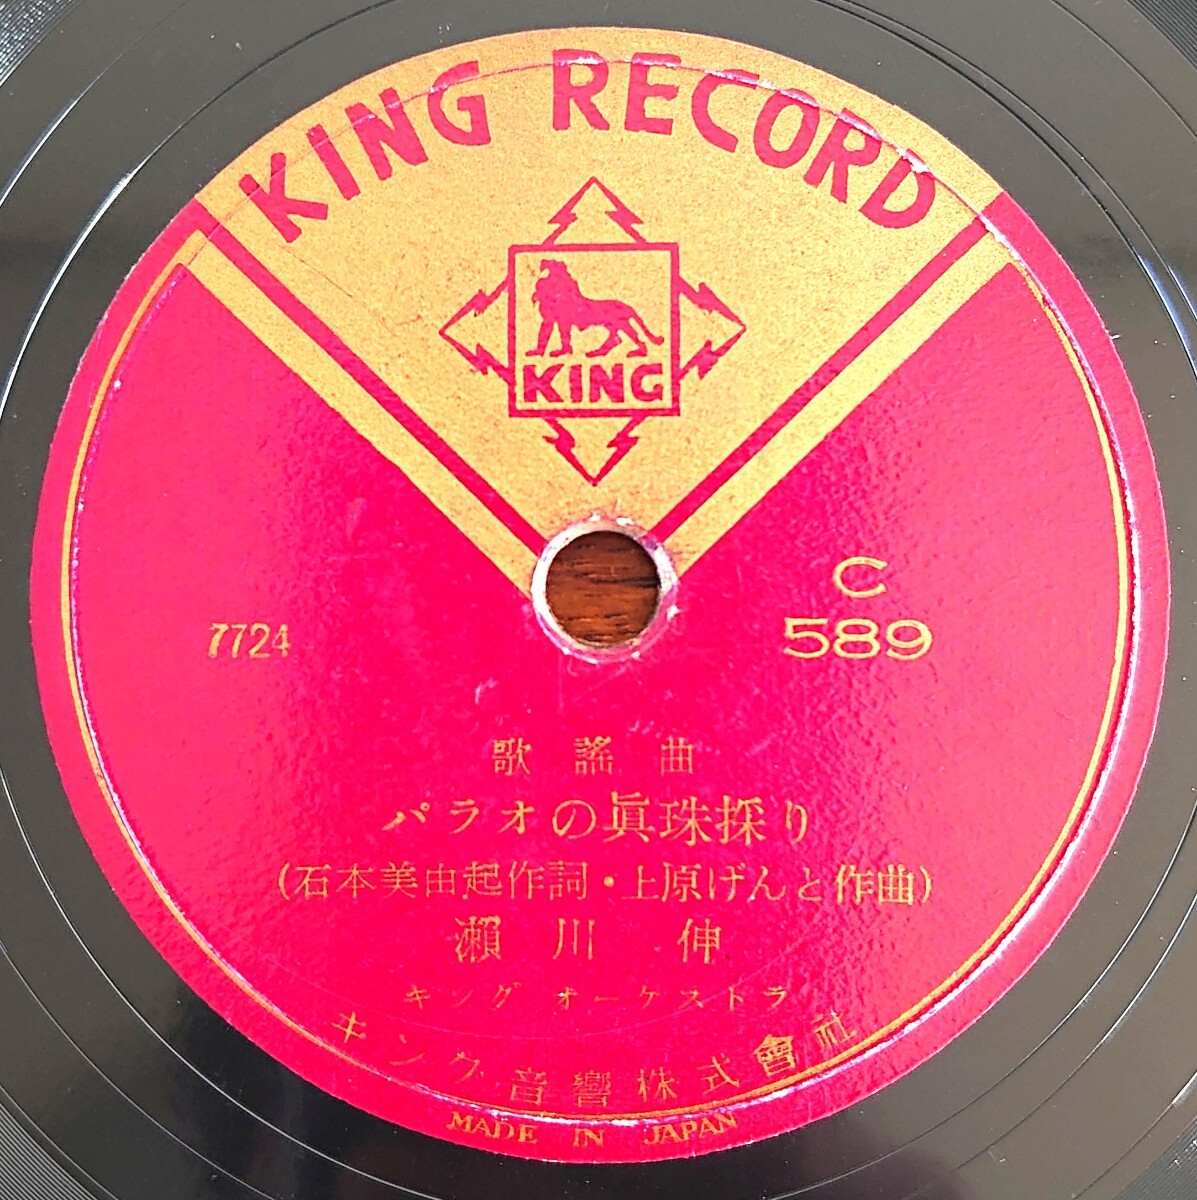 KING RECORD
KING
C
589
7724
歌謡曲
パラオの眞珠採り
(石本美由起作詞・上原げんと作曲)
瀬川伸
キング オーケストラ
キング音響株式會社
MADE IN JAPAN